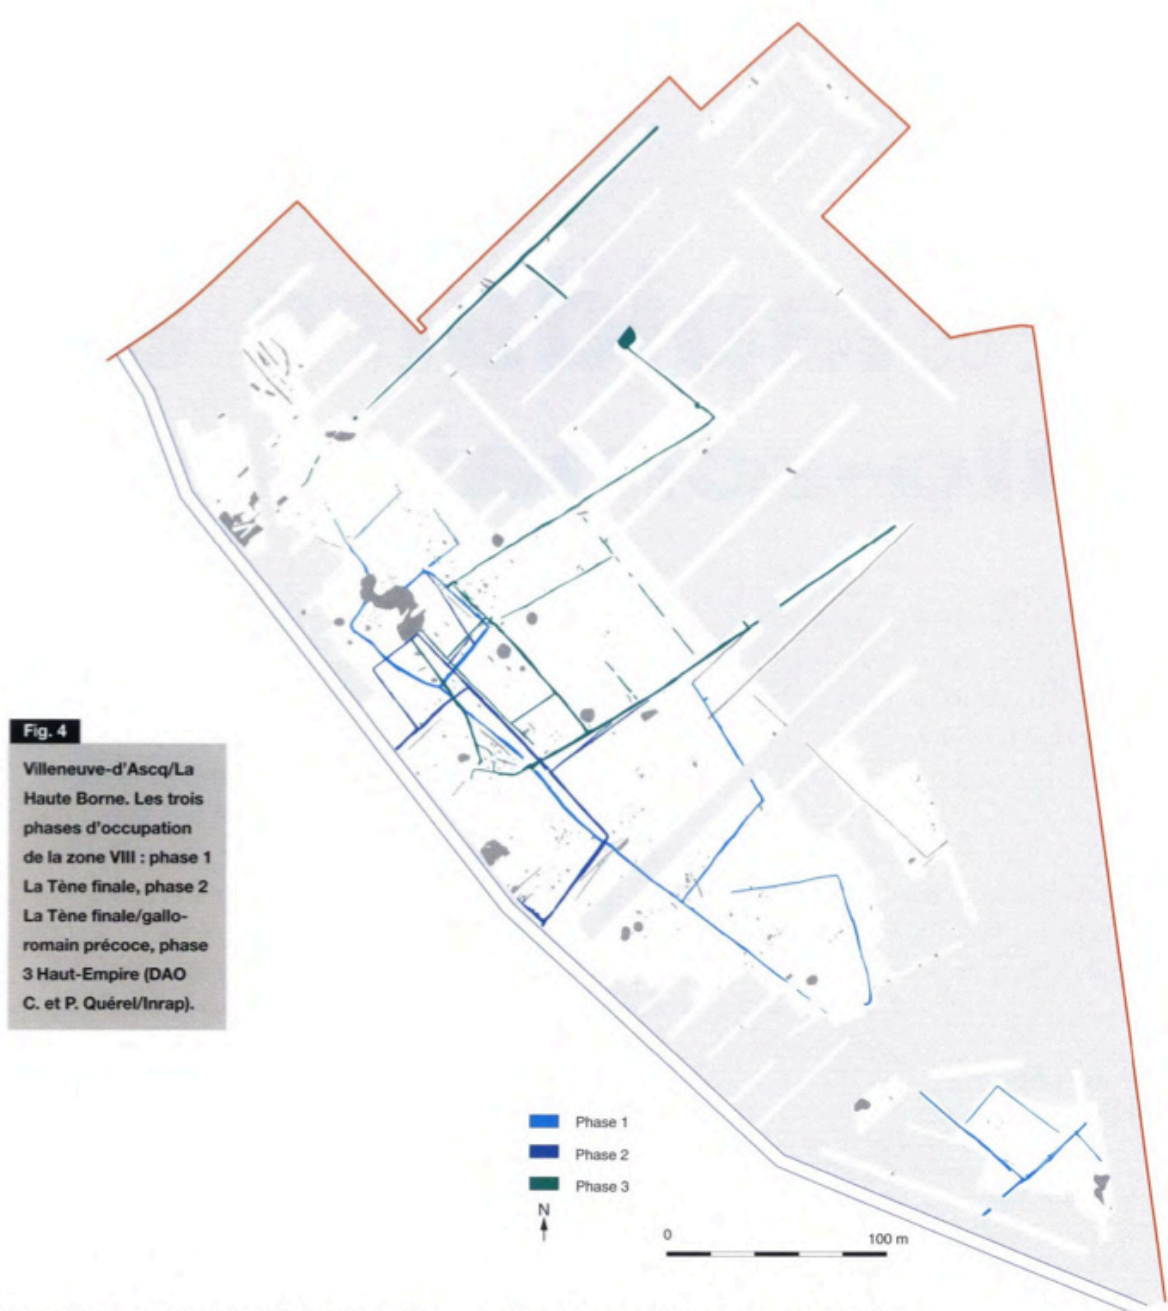 Fig. 4
Villeneuve-d'Ascq/La
Haute Borne. Les trois
phases d'occupation
de la zone VIII : phase 1
La Tène finale, phase 2
La Tène finale/gallo-
romain précoce, phase
3 Haut-Empire (DAO
C. et P. Quérel/Inrap).
Phase 1
Phase 2
Phase 3
N
0
100 m